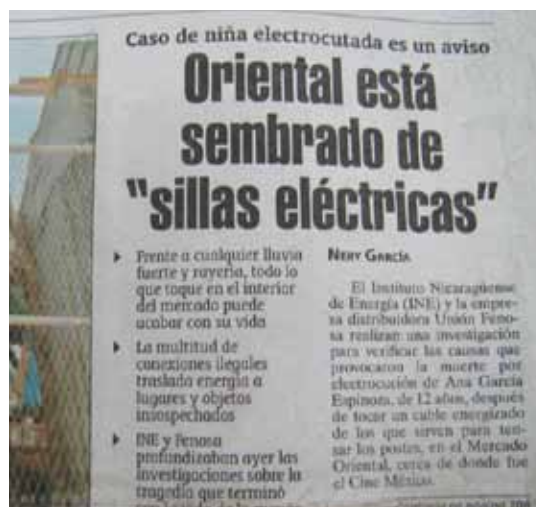 Caso de niña electrocutada es un aviso
Oriental está
sembrado de
"sillas eléctricas"
Frente a cualquier lluvia
fuerte y rayería, todo lo
que toque en el interior
del mercado puede
acabar con su vida
La multitud de
conexiones ilegales
traslada energía a
lugares y objetos
insospechados
INE y Fenosa
profundizaban ayer las
investigaciones sobre la
tragedia que terminó
NERY GARCÍA
El Instituto Nicaragüense
de Energía (INE) y la empre-
sa distribuidora Unión Feno-
sa realizan una investigación
para verificar las causas que
provocaron la muerte por
electrocución de Ana García
Espinoza, de 12 años, después
de tocar un cable energizado
de los que sirven para ten-
sar los postes, en el Mercado
Oriental, cerca de donde fue
el Cine México.